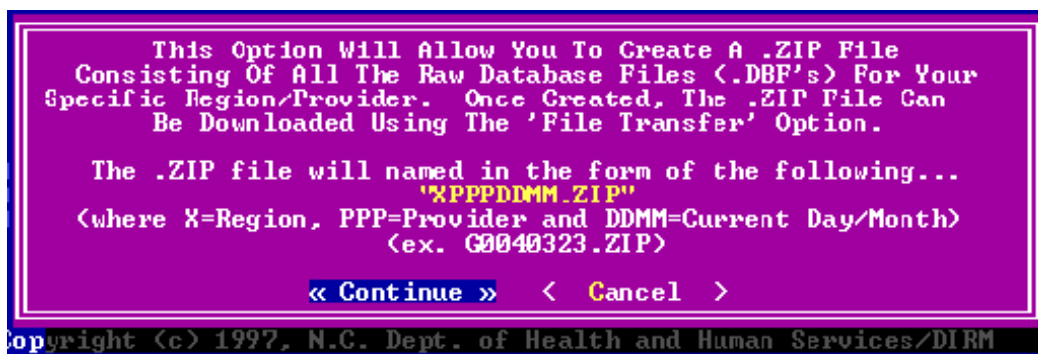 This Option Will Allow You To Create A .ZIP File
Consisting Of All The Raw Database Files (.DBF's) For Your
Specific Region/Provider. Once Created, The .ZIP File Can
Be Downloaded Using The 'File Transfer' Option.
The .ZIP file will named in the form of the following...
"XPPPDDMM.ZIP"
(where X=Region, PPP=Provider and DDMM=Current Day/Month)
(ex. G0040323.ZIP)
« Continue » < Cancel >
Copyright (c) 1997, N.C. Dept. of Health and Human Services/DIRM